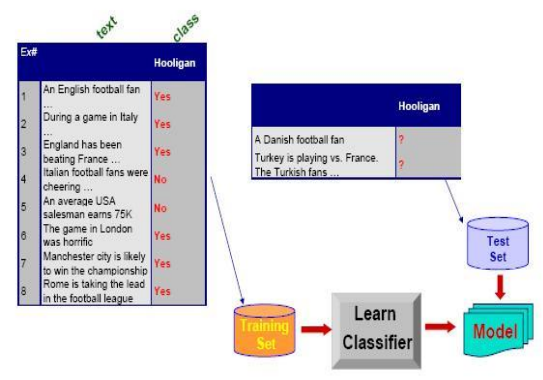 text
class
Ex#
Hooligan
1 An English football fan … Yes
2 During a game in Italy … Yes
3 England has been beating France … Yes
4 Italian football fans were cheering … No
5 An average USA salesman earns 75K No
6 The game in London was horrific Yes
7 Manchester city is likely to win the championship Yes
8 Rome is taking the lead in the football league Yes
Hooligan
A Danish football fan ?
Turkey is playing vs. France. The Turkish fans … ?
Test
Set
Training
Set
Learn
Classifier
Model